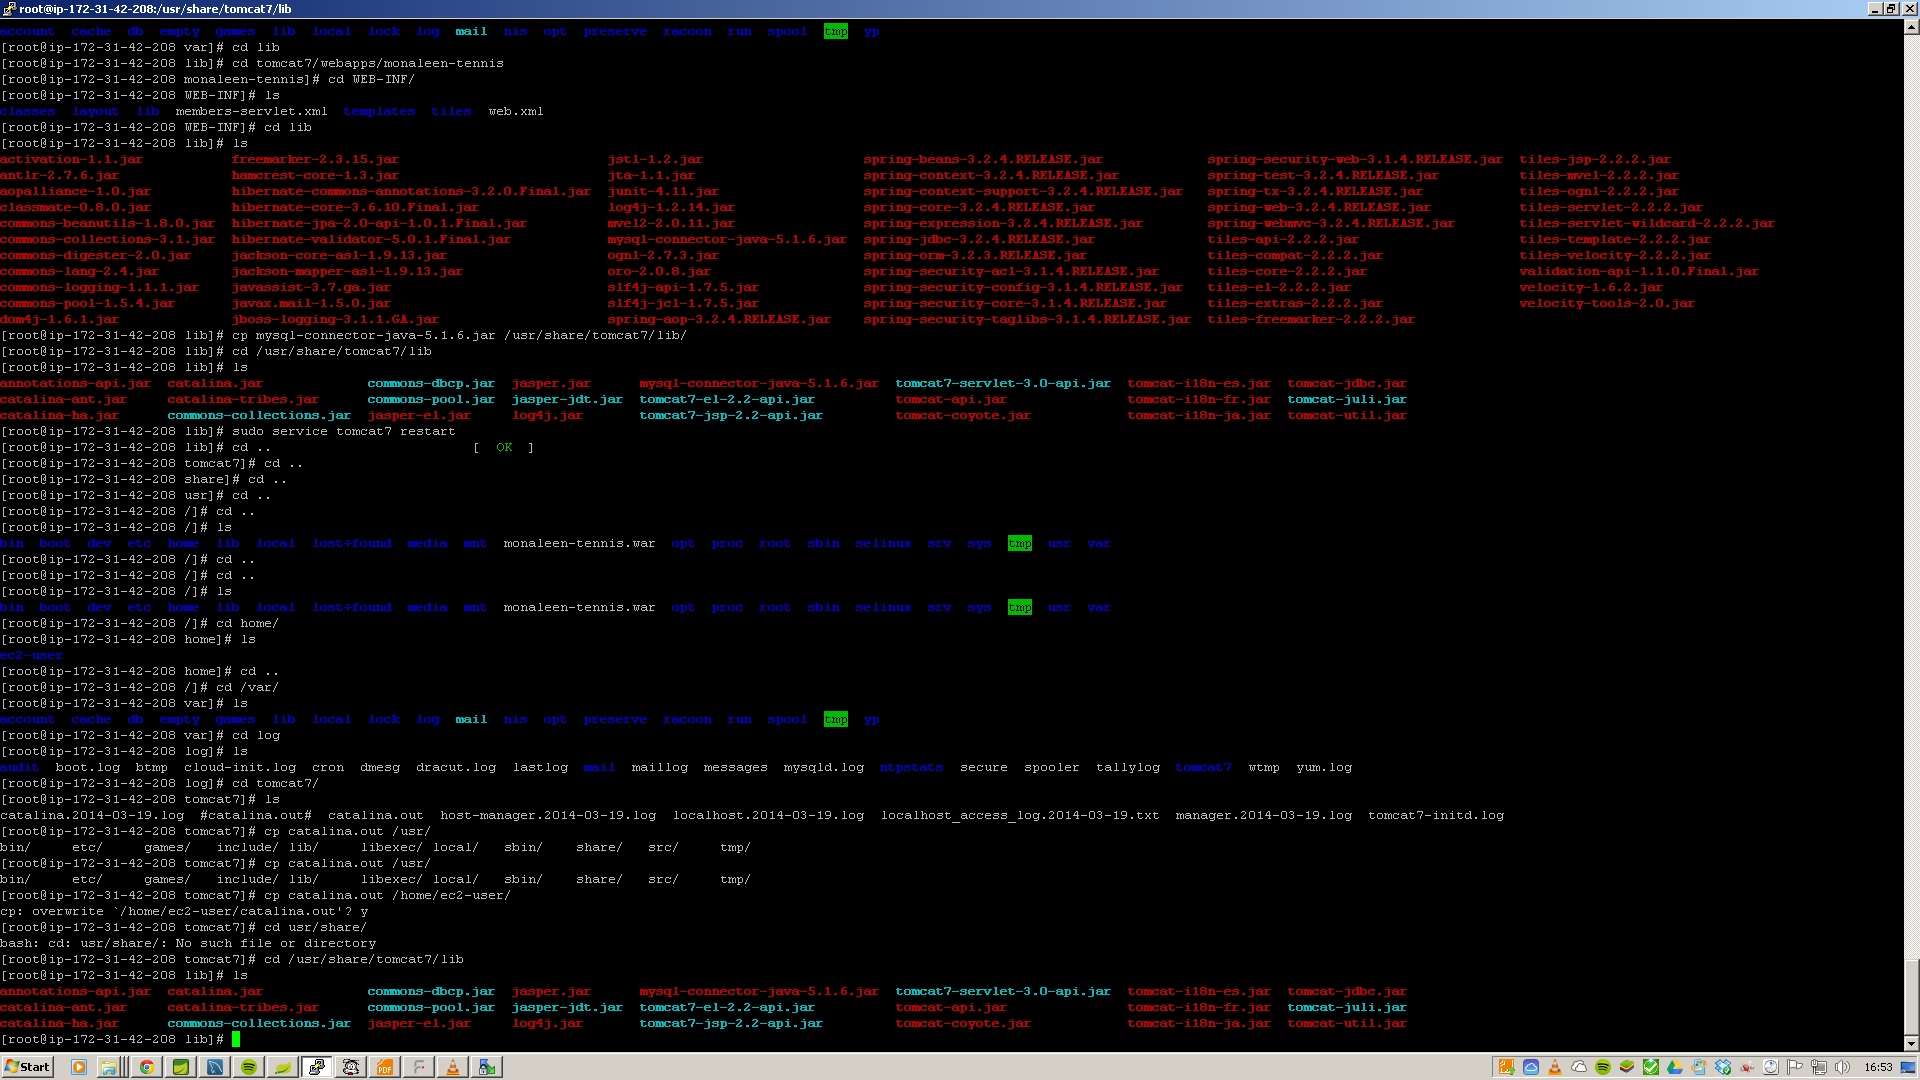 root@ip-172-31-42-208:/usr/share/tomcat7/lib
account cache db empty games lib local lock log mail nis opt preserve racoon run spool tmp yp
[root@ip-172-31-42-208 var]# cd lib
[root@ip-172-31-42-208 lib]# cd tomcat7/webapps/monaleen-tennis
[root@ip-172-31-42-208 monaleen-tennis]# cd WEB-INF/
[root@ip-172-31-42-208 WEB-INF]# ls
classes layout lib members-servlet.xml templates tiles web.xml
[root@ip-172-31-42-208 WEB-INF]# cd lib
[root@ip-172-31-42-208 lib]# ls
activation-1.1.jar freemarker-2.3.15.jar jstl-1.2.jar spring-beans-3.2.4.RELEASE.jar spring-security-web-3.1.4.RELEASE.jar tiles-jsp-2.2.2.jar
antlr-2.7.6.jar hamcrest-core-1.3.jar jta-1.1.jar spring-context-3.2.4.RELEASE.jar spring-test-3.2.4.RELEASE.jar tiles-mvel-2.2.2.jar
aopalliance-1.0.jar hibernate-commons-annotations-3.2.0.Final.jar junit-4.11.jar spring-context-support-3.2.4.RELEASE.jar spring-tx-3.2.4.RELEASE.jar tiles-ognl-2.2.2.jar
classmate-0.8.0.jar hibernate-core-3.6.10.Final.jar log4j-1.2.14.jar spring-core-3.2.4.RELEASE.jar spring-web-3.2.4.RELEASE.jar tiles-servlet-2.2.2.jar
commons-beanutils-1.8.0.jar hibernate-jpa-2.0-api-1.0.1.Final.jar mvel2-2.0.11.jar spring-expression-3.2.4.RELEASE.jar spring-webmvc-3.2.4.RELEASE.jar tiles-servlet-wildcard-2.2.2.jar
commons-collections-3.1.jar hibernate-validator-5.0.1.Final.jar mysql-connector-java-5.1.6.jar spring-jdbc-3.2.4.RELEASE.jar tiles-api-2.2.2.jar tiles-template-2.2.2.jar
commons-digester-2.0.jar jackson-core-asl-1.9.13.jar ognl-2.7.3.jar spring-orm-3.2.3.RELEASE.jar tiles-compat-2.2.2.jar tiles-velocity-2.2.2.jar
commons-lang-2.4.jar jackson-mapper-asl-1.9.13.jar oro-2.0.8.jar spring-security-acl-3.1.4.RELEASE.jar tiles-core-2.2.2.jar validation-api-1.1.0.Final.jar
commons-logging-1.1.1.jar javassist-3.7.ga.jar slf4j-api-1.7.5.jar spring-security-config-3.1.4.RELEASE.jar tiles-el-2.2.2.jar velocity-1.6.2.jar
commons-pool-1.5.4.jar javax.mail-1.5.0.jar slf4j-jcl-1.7.5.jar spring-security-core-3.1.4.RELEASE.jar tiles-extras-2.2.2.jar velocity-tools-2.0.jar
dom4j-1.6.1.jar jboss-logging-3.1.1.GA.jar spring-aop-3.2.4.RELEASE.jar spring-security-taglibs-3.1.4.RELEASE.jar tiles-freemarker-2.2.2.jar
[root@ip-172-31-42-208 lib]# cp mysql-connector-java-5.1.6.jar /usr/share/tomcat7/lib/
[root@ip-172-31-42-208 lib]# cd /usr/share/tomcat7/lib
[root@ip-172-31-42-208 lib]# ls
annotations-api.jar catalina.jar commons-dbcp.jar jasper.jar mysql-connector-java-5.1.6.jar tomcat7-servlet-3.0-api.jar tomcat-i18n-es.jar tomcat-jdbc.jar
catalina-ant.jar catalina-tribes.jar commons-pool.jar jasper-jdt.jar tomcat7-el-2.2-api.jar tomcat-api.jar tomcat-i18n-fr.jar tomcat-juli.jar
catalina-ha.jar commons-collections.jar jasper-el.jar log4j.jar tomcat7-jsp-2.2-api.jar tomcat-coyote.jar tomcat-i18n-ja.jar tomcat-util.jar
[root@ip-172-31-42-208 lib]# sudo service tomcat7 restart
[root@ip-172-31-42-208 lib]# cd .. [ OK ]
[root@ip-172-31-42-208 tomcat7]# cd ..
[root@ip-172-31-42-208 share]# cd ..
[root@ip-172-31-42-208 usr]# cd ..
[root@ip-172-31-42-208 /]# cd ..
[root@ip-172-31-42-208 /]# ls
bin boot dev etc home lib local lost+found media mnt monaleen-tennis.war opt proc root sbin selinux srv sys tmp usr var
[root@ip-172-31-42-208 /]# cd ..
[root@ip-172-31-42-208 /]# cd ..
[root@ip-172-31-42-208 /]# ls
bin boot dev etc home lib local lost+found media mnt monaleen-tennis.war opt proc root sbin selinux srv sys tmp usr var
[root@ip-172-31-42-208 /]# cd home/
[root@ip-172-31-42-208 home]# ls
ec2-user
[root@ip-172-31-42-208 home]# cd ..
[root@ip-172-31-42-208 /]# cd /var/
[root@ip-172-31-42-208 var]# ls
account cache db empty games lib local lock log mail nis opt preserve racoon run spool tmp yp
[root@ip-172-31-42-208 var]# cd log
[root@ip-172-31-42-208 log]# ls
audit boot.log btmp cloud-init.log cron dmesg dracut.log lastlog mail maillog messages mysqld.log ntpstats secure spooler tallylog tomcat7 wtmp yum.log
[root@ip-172-31-42-208 log]# cd tomcat7/
[root@ip-172-31-42-208 tomcat7]# ls
catalina.2014-03-19.log #catalina.out# catalina.out host-manager.2014-03-19.log localhost.2014-03-19.log localhost_access_log.2014-03-19.txt manager.2014-03-19.log tomcat7-initd.log
[root@ip-172-31-42-208 tomcat7]# cp catalina.out /usr/
bin/ etc/ games/ include/ lib/ libexec/ local/ sbin/ share/ src/ tmp/
[root@ip-172-31-42-208 tomcat7]# cp catalina.out /usr/
bin/ etc/ games/ include/ lib/ libexec/ local/ sbin/ share/ src/ tmp/
[root@ip-172-31-42-208 tomcat7]# cp catalina.out /home/ec2-user/
cp: overwrite `/home/ec2-user/catalina.out'? y
[root@ip-172-31-42-208 tomcat7]# cd usr/share/
bash: cd: usr/share/: No such file or directory
[root@ip-172-31-42-208 tomcat7]# cd /usr/share/tomcat7/lib
[root@ip-172-31-42-208 lib]# ls
annotations-api.jar catalina.jar commons-dbcp.jar jasper.jar mysql-connector-java-5.1.6.jar tomcat7-servlet-3.0-api.jar tomcat-i18n-es.jar tomcat-jdbc.jar
catalina-ant.jar catalina-tribes.jar commons-pool.jar jasper-jdt.jar tomcat7-el-2.2-api.jar tomcat-api.jar tomcat-i18n-fr.jar tomcat-juli.jar
catalina-ha.jar commons-collections.jar jasper-el.jar log4j.jar tomcat7-jsp-2.2-api.jar tomcat-coyote.jar tomcat-i18n-ja.jar tomcat-util.jar
[root@ip-172-31-42-208 lib]#
Start PDF 16:53